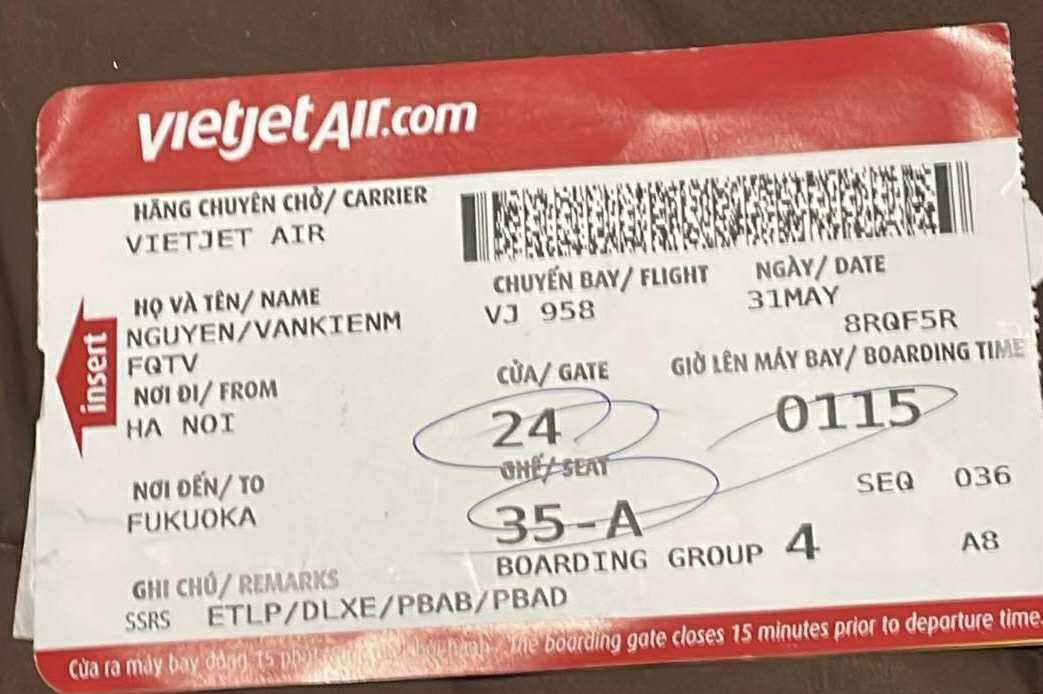 vietjetAir.com
HÃNG CHUYÊN CHỞ/ CARRIER
VIETJET AIR
HỌ VÀ TÊN/ NAME
NGUYEN/VANKIENM
FQTV
NƠI ĐI/ FROM
HA NOI
NƠI ĐẾN/ TO
FUKUOKA
CHUYẾN BAY/ FLIGHT
VJ 958
NGÀY/ DATE
31MAY
8RQF5R
CỬA/ GATE
24
GIỜ LÊN MÁY BAY/ BOARDING TIME
0115
GHẾ/ SEAT
35-A
SEQ 036
BOARDING GROUP 4
A8
GHI CHÚ/ REMARKS
SSRS ETLP/DLXE/PBAB/PBAD
insert
Cửa ra máy bay đóng 15 hành - The boarding gate closes 15 minutes prior to departure time.